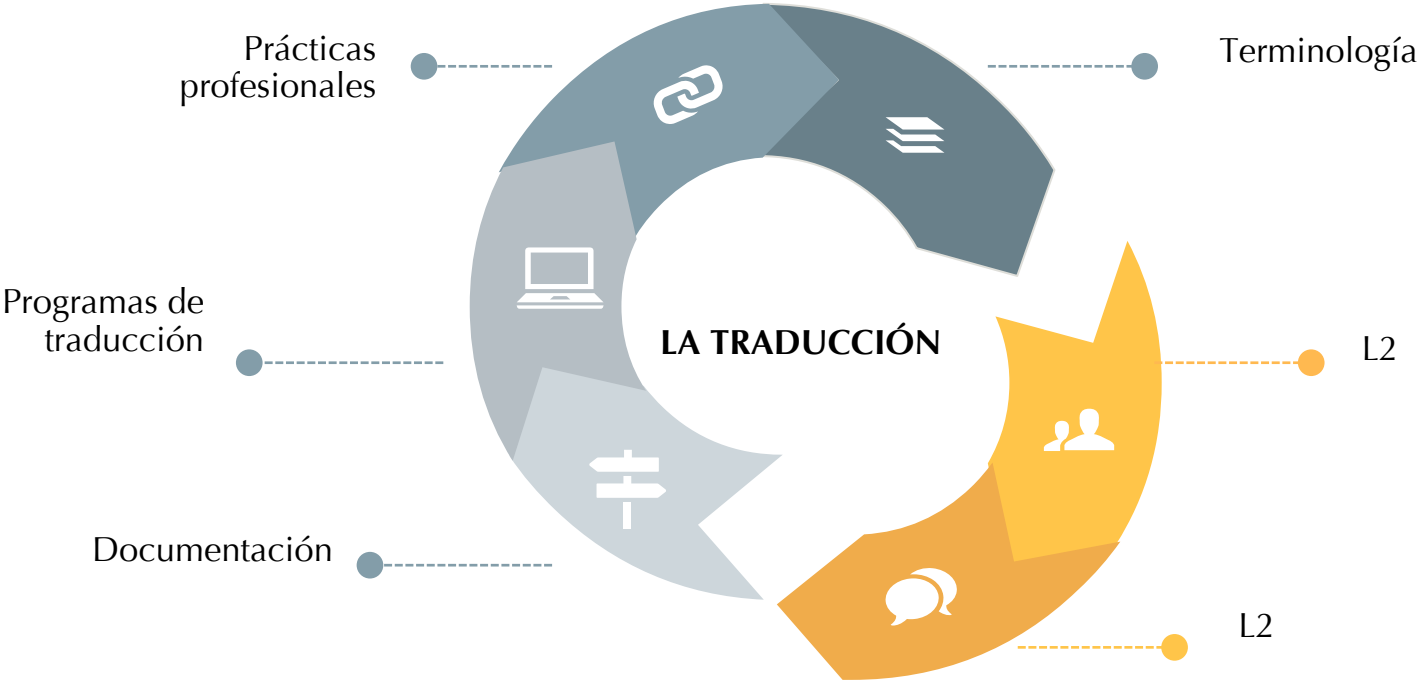 Prácticas
profesionales
Terminología
Programas de
traducción
LA TRADUCCIÓN
L2
Documentación
L2